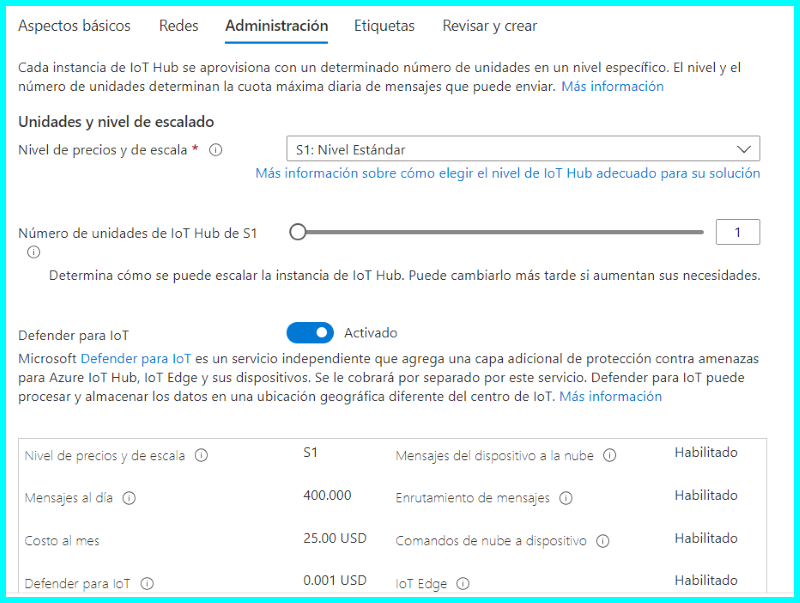 Aspectos básicos Redes Administración Etiquetas Revisar y crear
Cada instancia de IoT Hub se aprovisiona con un determinado número de unidades en un nivel específico. El nivel y el
número de unidades determinan la cuota máxima diaria de mensajes que puede enviar. Más información
Unidades y nivel de escalado
Nivel de precios y de escala * S1: Nivel Estándar
Más información sobre cómo elegir el nivel de IoT Hub adecuado para su solución
Número de unidades de IoT Hub de S1 1
Determina cómo se puede escalar la instancia de IoT Hub. Puede cambiarlo más tarde si aumentan sus necesidades.
Defender para IoT Activado
Microsoft Defender para IoT es un servicio independiente que agrega una capa adicional de protección contra amenazas
para Azure IoT Hub, IoT Edge y sus dispositivos. Se le cobrará por separado por este servicio. Defender para IoT puede
procesar y almacenar los datos en una ubicación geográfica diferente del centro de IoT. Más información
Nivel de precios y de escala S1 Mensajes del dispositivo a la nube Habilitado
Mensajes al día 400.000 Enrutamiento de mensajes Habilitado
Costo al mes 25.00 USD Comandos de nube a dispositivo Habilitado
Defender para IoT 0.001 USD IoT Edge Habilitado